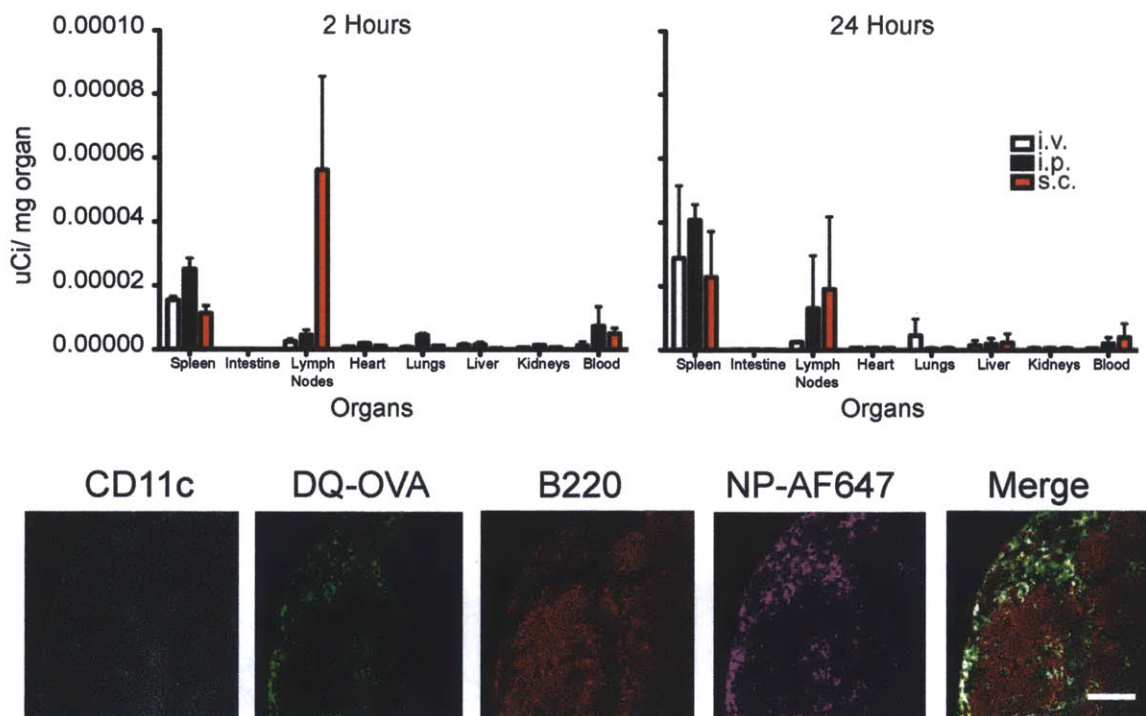 2 Hours
24 Hours
uCi/ mg organ
0.00010
0.00008
0.00006
0.00004
0.00002
0.00000
i.v.
i.p.
s.c.
Spleen Intestine Lymph Nodes Heart Lungs Liver Kidneys Blood
Organs
Spleen Intestine Lymph Nodes Heart Lungs Liver Kidneys Blood
Organs
CD11c DQ-OVA B220 NP-AF647 Merge